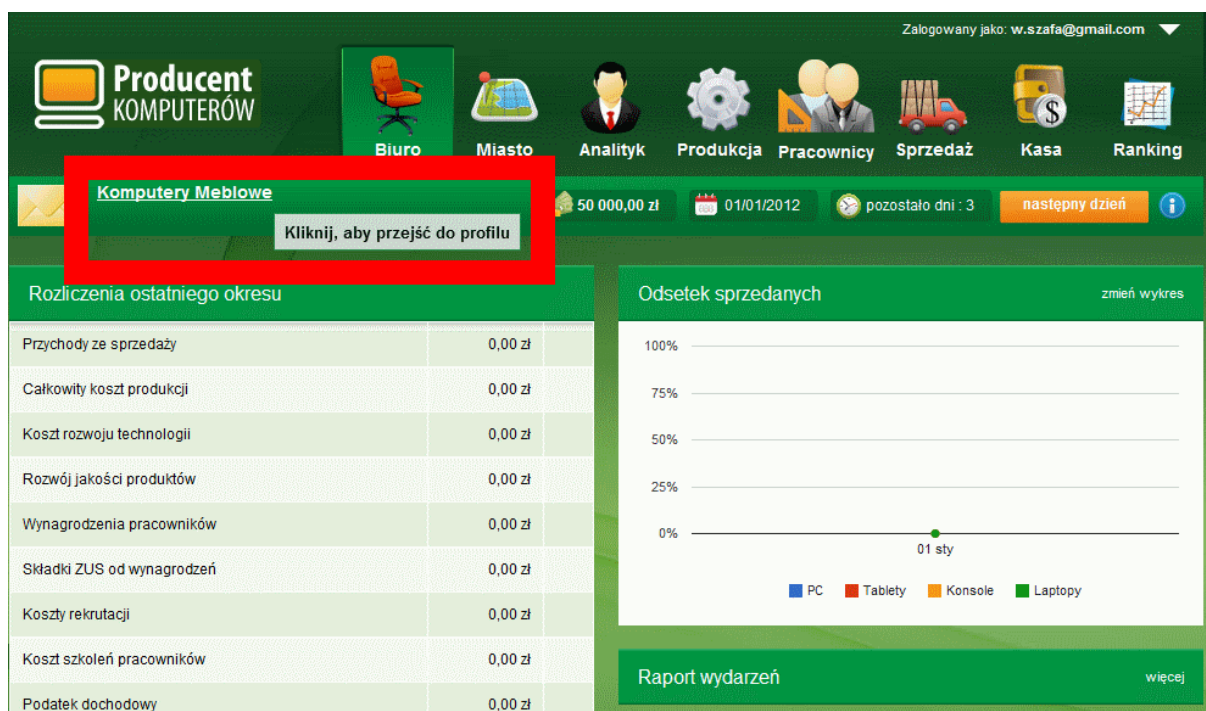 Zalogowany jako: w.szafa@gmail.com
Producent
KOMPUTERÓW
Biuro Miasto Analityk Produkcja Pracownicy Sprzedaż Kasa Ranking
Komputery Meblowe
50 000,00 zł 01/01/2012 pozostało dni : 3 następny dzień
Kliknij, aby przejść do profilu
Rozliczenia ostatniego okresu
Przychody ze sprzedaży 0,00 zł
Całkowity koszt produkcji 0,00 zł
Koszt rozwoju technologii 0,00 zł
Rozwój jakości produktów 0,00 zł
Wynagrodzenia pracowników 0,00 zł
Składki ZUS od wynagrodzeń 0,00 zł
Koszty rekrutacji 0,00 zł
Koszt szkoleń pracowników 0,00 zł
Podatek dochodowy 0,00 zł
Odsetek sprzedanych zmień wykres
100%
75%
50%
25%
0%
01 sty
PC Tablety Konsole Laptopy
Raport wydarzeń więcej